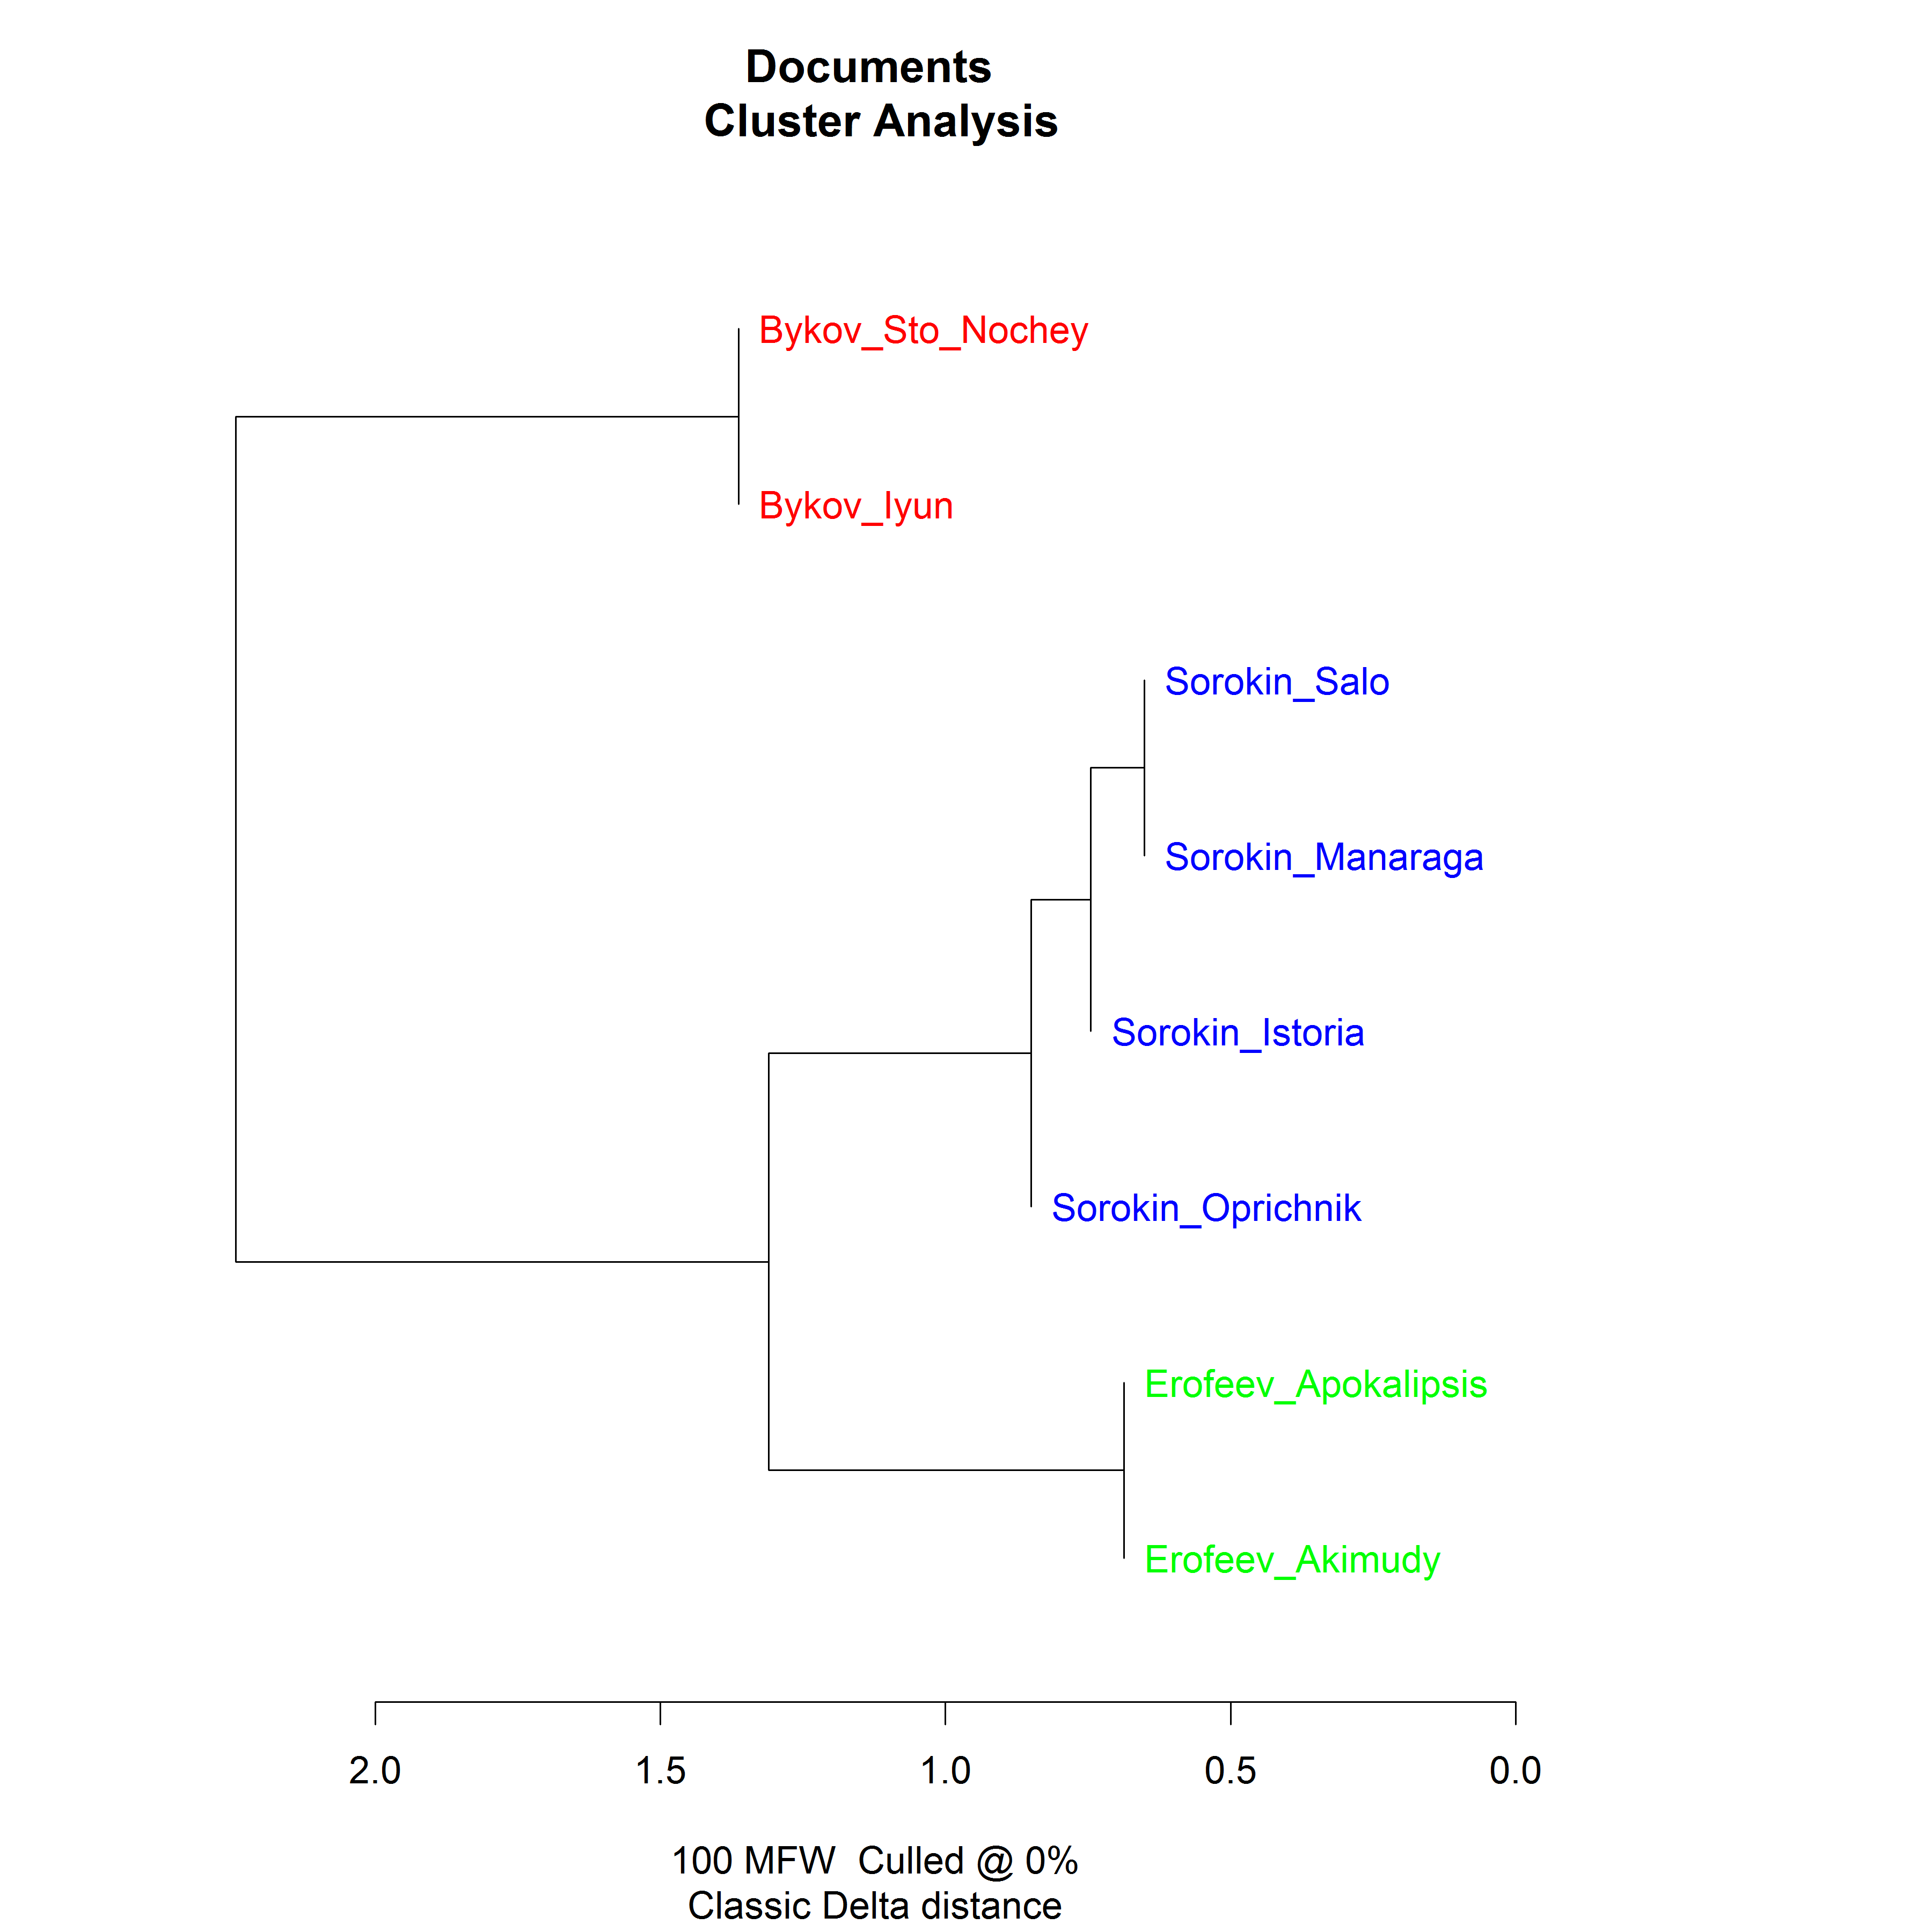 Documents
Cluster Analysis
Bykov_Sto_Nochey
Bykov_Iyun
Sorokin_Salo
Sorokin_Manaraga
Sorokin_Istoria
Sorokin_Oprichnik
Erofeev_Apokalipsis
Erofeev_Akimudy
2.0 1.5 1.0 0.5 0.0
100 MFW  Culled @ 0%
Classic Delta distance